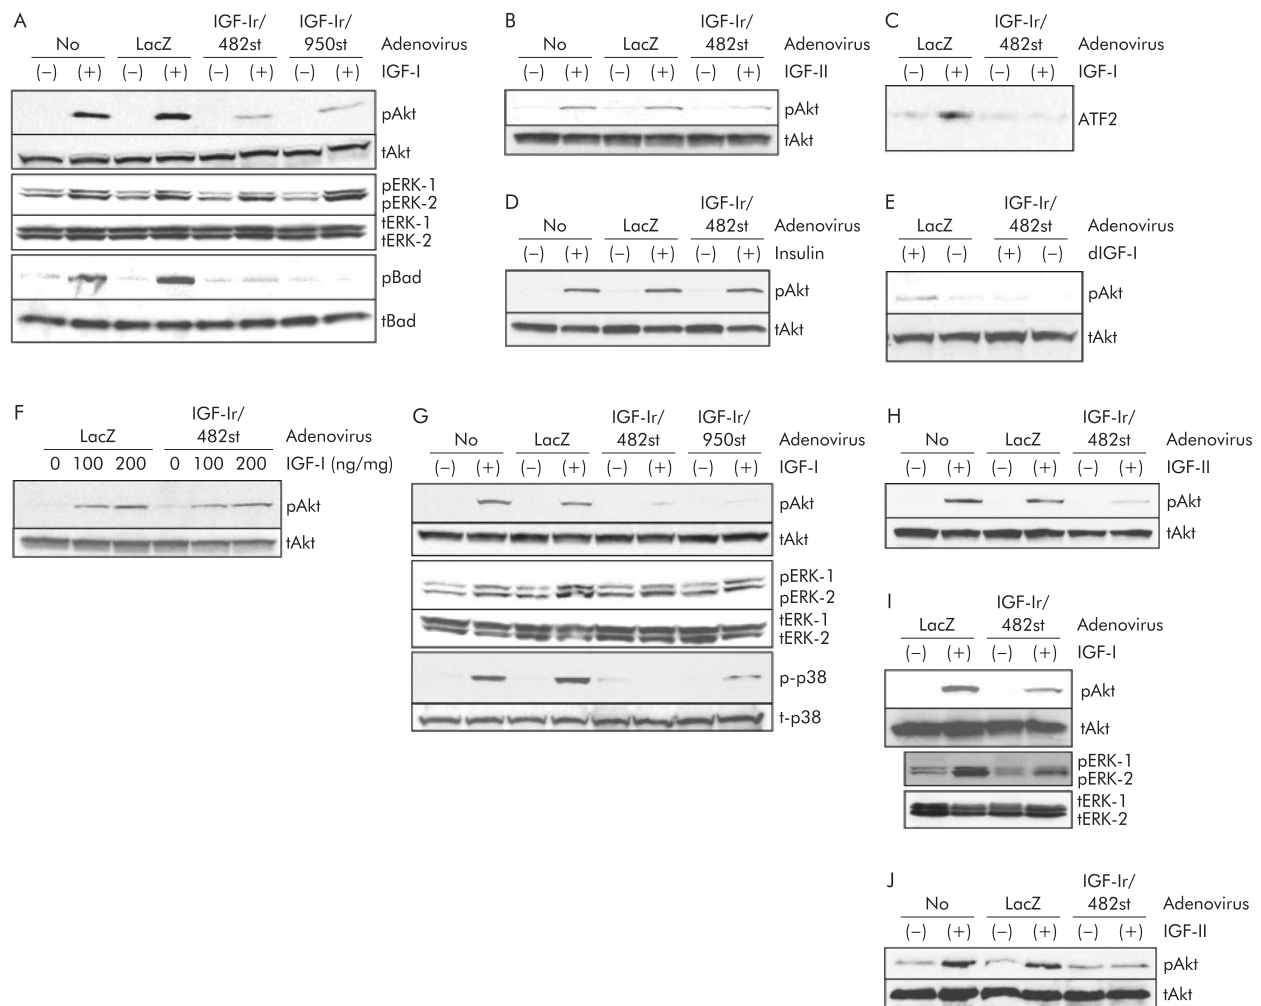 A
IGF-Ir/ IGF-Ir/
No LacZ 482st 950st Adenovirus
(–) (+) (–) (+) (–) (+) (–) (+) IGF-I
pAkt
tAkt
pERK-1
pERK-2
tERK-1
tERK-2
pBad
tBad
B
IGF-Ir/
No LacZ 482st Adenovirus
(–) (+) (–) (+) (–) (+) IGF-II
pAkt
tAkt
C
IGF-Ir/
LacZ 482st Adenovirus
(–) (+) (–) (+) IGF-I
ATF2
D
IGF-Ir/
No LacZ 482st Adenovirus
(–) (+) (–) (+) (–) (+) Insulin
pAkt
tAkt
E
IGF-Ir/
LacZ 482st Adenovirus
(+) (–) (+) (–) dIGF-I
pAkt
tAkt
F
IGF-Ir/
LacZ 482st Adenovirus
0 100 200 0 100 200 IGF-I (ng/mg)
pAkt
tAkt
G
IGF-Ir/ IGF-Ir/
No LacZ 482st 950st Adenovirus
(–) (+) (–) (+) (–) (+) (–) (+) IGF-I
pAkt
tAkt
pERK-1
pERK-2
tERK-1
tERK-2
p-p38
t-p38
H
IGF-Ir/
No LacZ 482st Adenovirus
(–) (+) (–) (+) (–) (+) IGF-II
pAkt
tAkt
I
IGF-Ir/
LacZ 482st Adenovirus
(–) (+) (–) (+) IGF-I
pAkt
tAkt
pERK-1
pERK-2
tERK-1
tERK-2
J
IGF-Ir/
No LacZ 482st Adenovirus
(–) (+) (–) (+) (–) (+) IGF-II
pAkt
tAkt